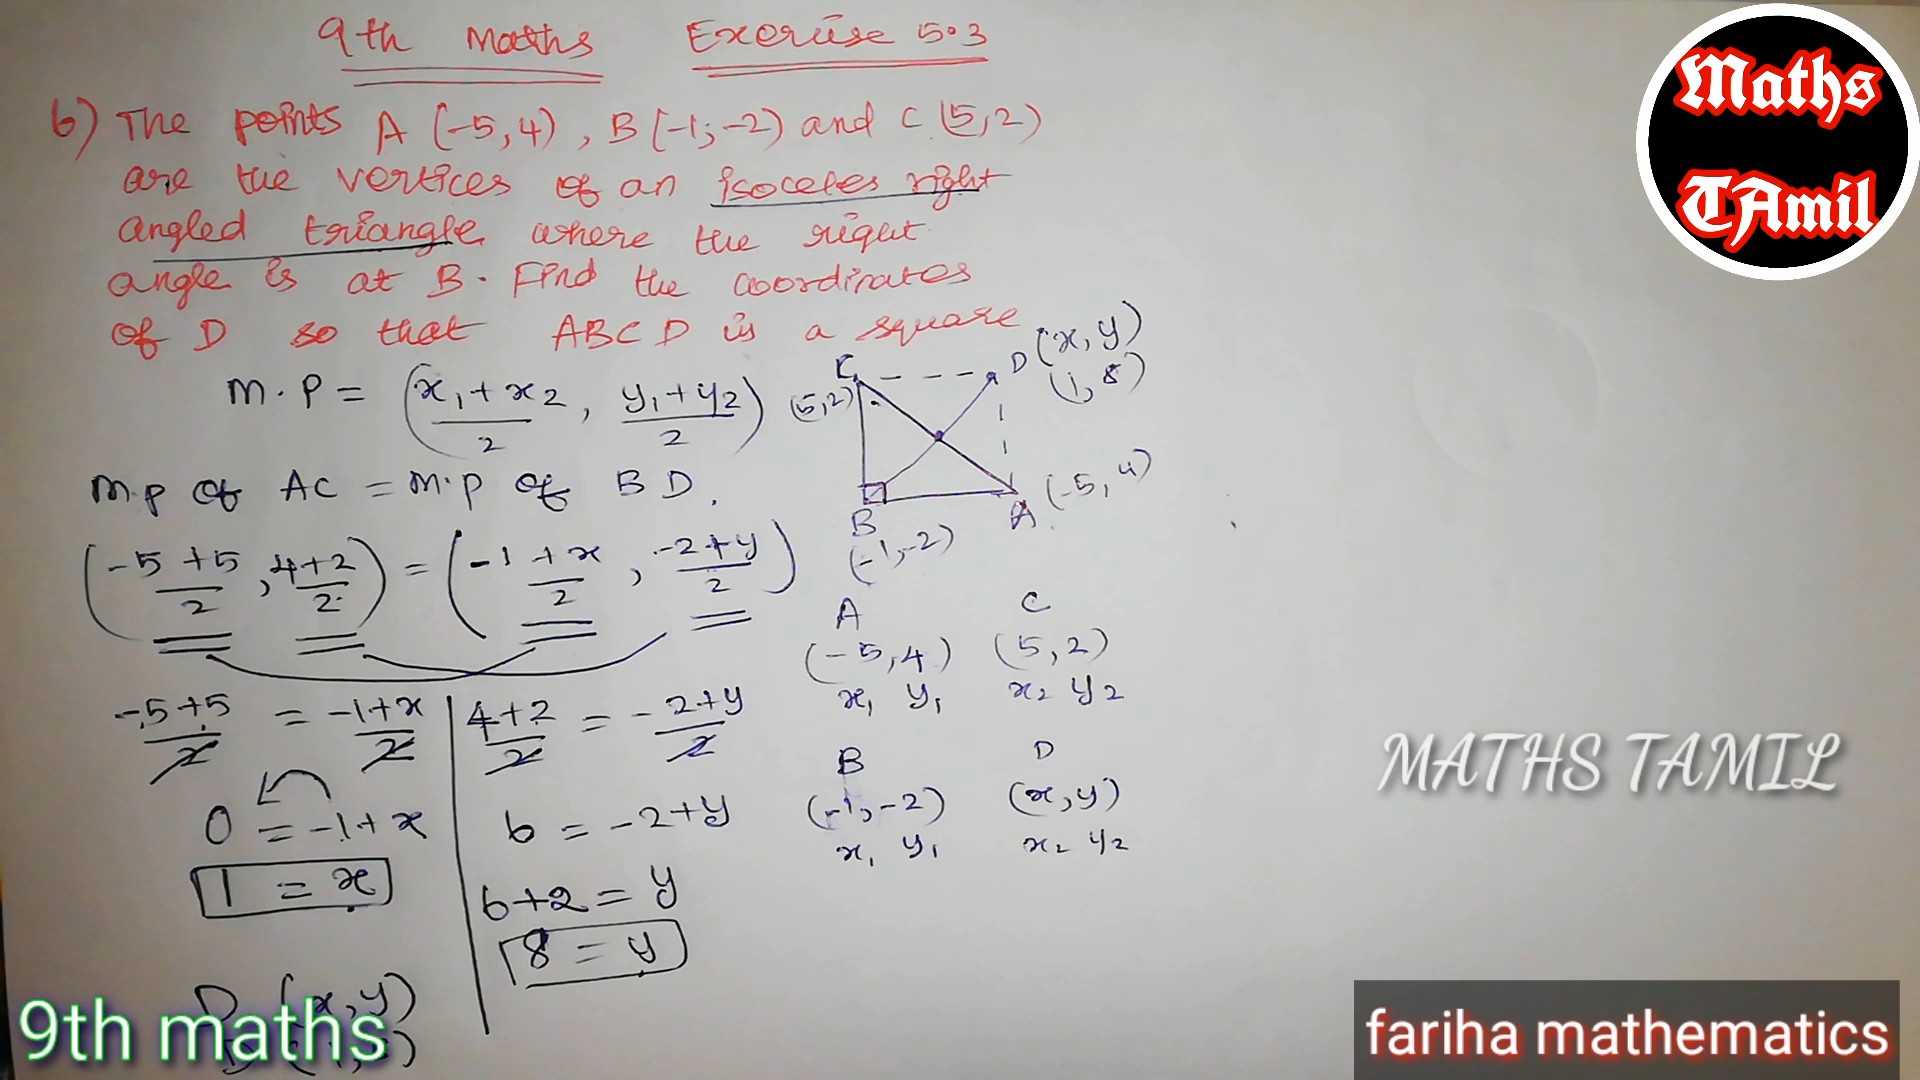 9th Maths Exercise 5.3
6) The points A (-5,4), B (-1,-2) and C (5,2)
are the vertices of an isoceles right
angled triangle where the right
angle is at B. Find the coordinates
of D so that ABCD is a square
M.P = (x₁+x₂/2, y₁+y₂/2)
M.p of AC = M.p of BD.
(-5+5/2, 4+2/2) = (-1+x/2, -2+y/2)
-5+5/2 = -1+x/2
0 = -1+x
1 = x
4+2/2 = -2+y/2
6 = -2+y
6+2 = y
8 = y
D (x,y)
C
(5,2)
D (x,y)
(1,8)
B
(-1,-2)
A (-5,4)
A C
(-5,4) (5,2)
x₁ y₁ x₂ y₂
B D
(-1,-2) (x,y)
x₁ y₁ x₂ y₂
Maths
TAmil
MATHS TAMIL
9th maths
fariha mathematics